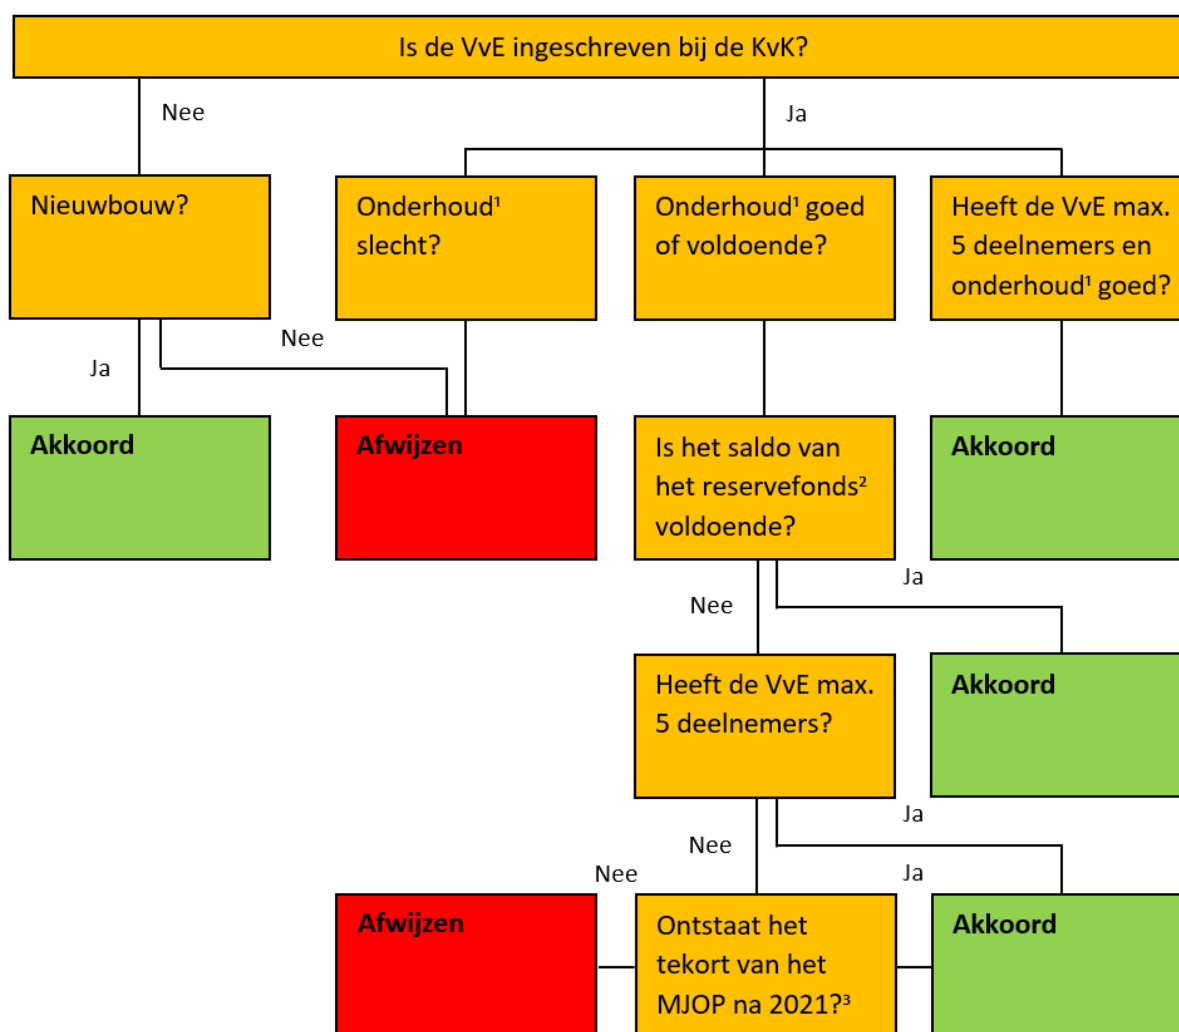 Is de VvE ingeschreven bij de KvK?
Nee
Ja
Nieuwbouw?
Onderhoud¹
slecht?
Onderhoud¹ goed
of voldoende?
Heeft de VvE max.
5 deelnemers en
onderhoud¹ goed?
Nee
Ja
Akkoord
Afwijzen
Is het saldo van
het reservefonds²
voldoende?
Akkoord
Ja
Nee
Heeft de VvE max.
5 deelnemers?
Akkoord
Ja
Nee
Nee
Ja
Afwijzen
Ontstaat het
tekort van het
MJOP na 2021?³
Akkoord